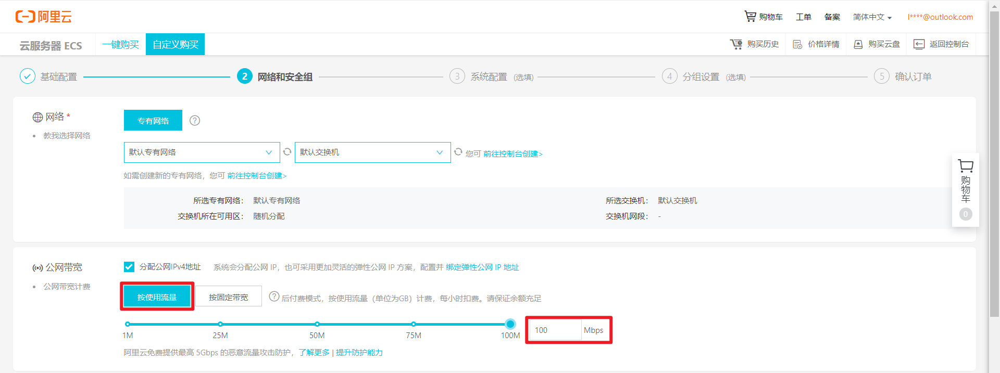 阿里云
购物车 工单 备案 简体中文 l****@outlook.com
云服务器 ECS 一键购买 自定义购买 购买历史 价格详情 购买云盘 返回控制台
基础配置 2 网络和安全组 3 系统配置 (选填) 4 分组设置 (选填) 5 确认订单
网络 * 专有网络 ?
• 教我选择网络
默认专有网络 默认交换机 您可 前往控制台创建>
如需创建新的专有网络，您可 前往控制台创建>
所选专有网络： 默认专有网络 所选交换机： 默认交换机
交换机所在可用区： 随机分配 交换机网段： -
购物车
0
公网带宽 分配公网IPv4地址 系统会分配公网 IP，也可采用更加灵活的弹性公网 IP 方案，配置并 绑定弹性公网 IP 地址
• 公网带宽计费
按使用流量 按固定带宽 ? 后付费模式，按使用流量（单位为GB）计费，每小时扣费。请保证余额充足
1M 25M 50M 75M 100M 100 Mbps
阿里云免费提供最高 5Gbps 的恶意流量攻击防护，了解更多 | 提升防护能力